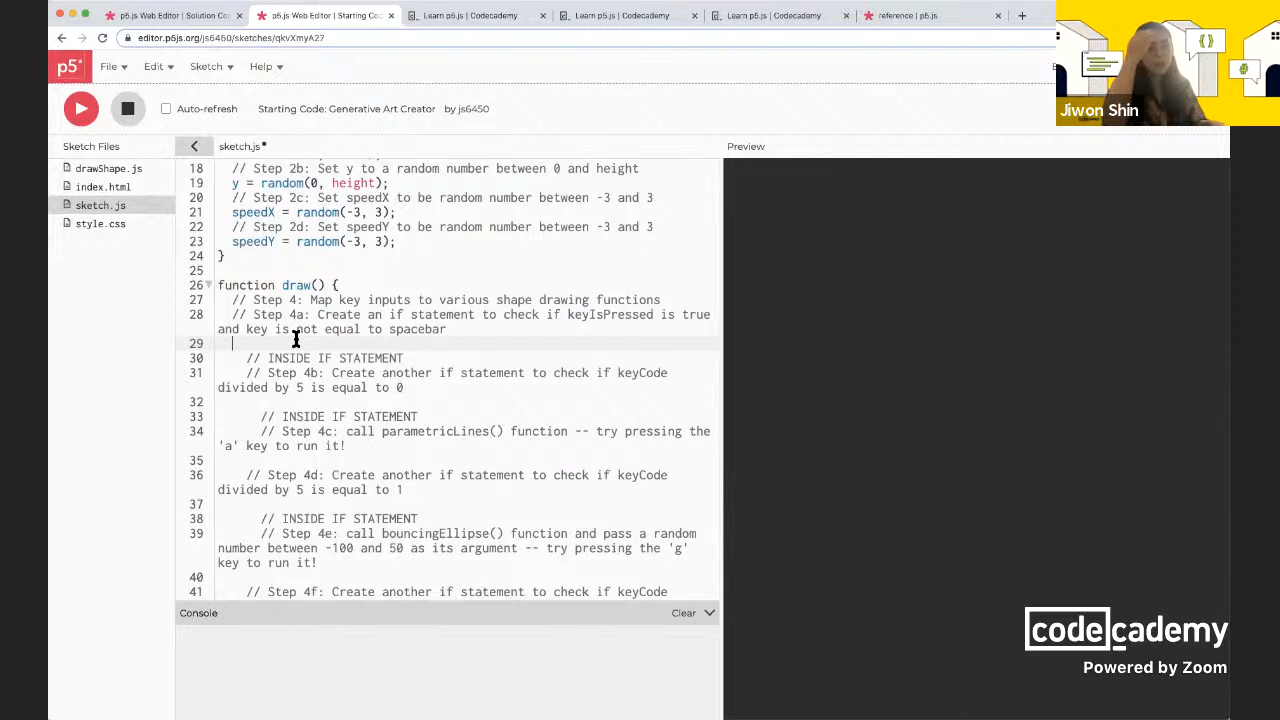 p5.js Web Editor | Solution Co
p5.js Web Editor | Starting Co
Learn p5.js | Codecademy
Learn p5.js | Codecademy
Learn p5.js | Codecademy
reference | p5.js
editor.p5js.org/js6450/sketches/qkvXmyA27
p5*
File
Edit
Sketch
Help
{ }
#
Jiwon Shin
Auto-refresh
Starting Code: Generative Art Creator
by js6450
Sketch Files
sketch.js
Preview
drawShape.js
index.html
sketch.js
style.css
18 // Step 2b: Set y to a random number between 0 and height
19 y = random(0, height);
20 // Step 2c: Set speedX to be random number between -3 and 3
21 speedX = random(-3, 3);
22 // Step 2d: Set speedY to be random number between -3 and 3
23 speedY = random(-3, 3);
24 }
25
26 function draw() {
27 // Step 4: Map key inputs to various shape drawing functions
28 // Step 4a: Create an if statement to check if keyIsPressed is true
and key is not equal to spacebar
29
30 // INSIDE IF STATEMENT
31 // Step 4b: Create another if statement to check if keyCode
divided by 5 is equal to 0
32
33 // INSIDE IF STATEMENT
34 // Step 4c: call parametricLines() function -- try pressing the
'a' key to run it!
35
36 // Step 4d: Create another if statement to check if keyCode
divided by 5 is equal to 1
37
38 // INSIDE IF STATEMENT
39 // Step 4e: call bouncingEllipse() function and pass a random
number between -100 and 50 as its argument -- try pressing the 'g'
key to run it!
40
41 // Step 4f: Create another if statement to check if keyCode
Console
Clear
codecademy
Powered by Zoom